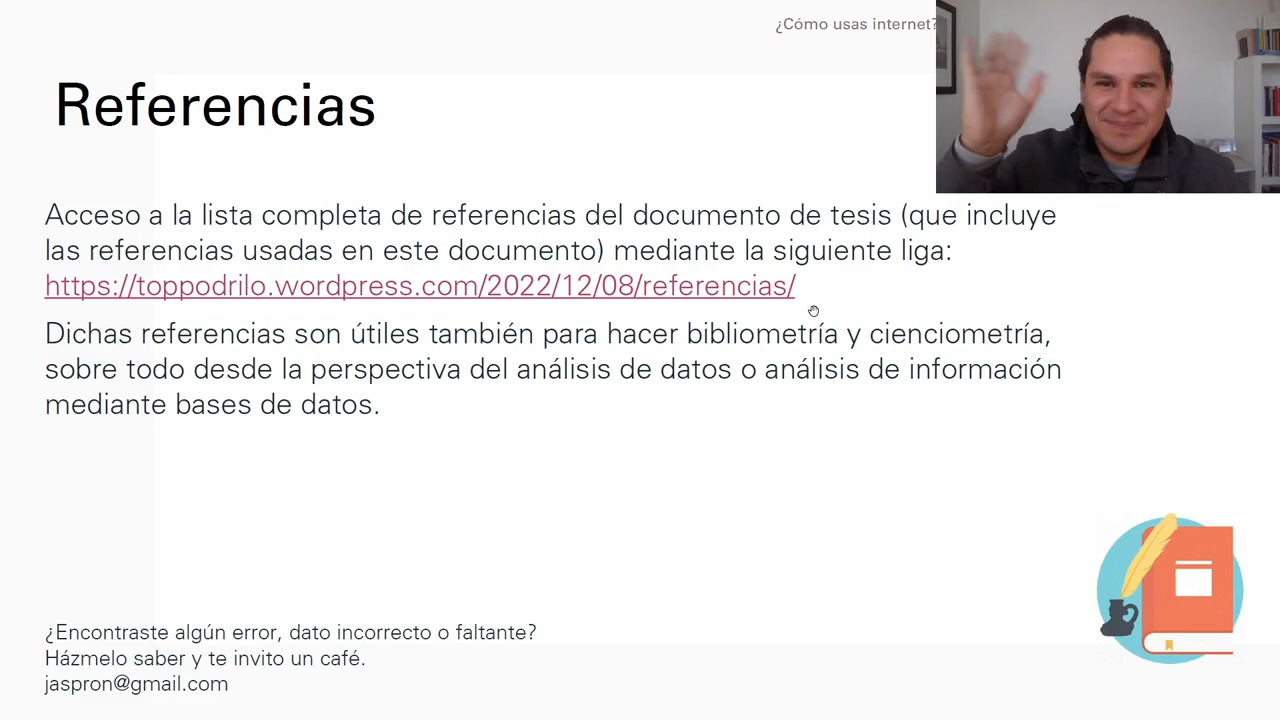 ¿Cómo usas internet?
Referencias
Acceso a la lista completa de referencias del documento de tesis (que incluye
las referencias usadas en este documento) mediante la siguiente liga:
https://toppodrilo.wordpress.com/2022/12/08/referencias/
Dichas referencias son útiles también para hacer bibliometría y cienciometría,
sobre todo desde la perspectiva del análisis de datos o análisis de información
mediante bases de datos.
¿Encontraste algún error, dato incorrecto o faltante?
Házmelo saber y te invito un café.
jaspron@gmail.com